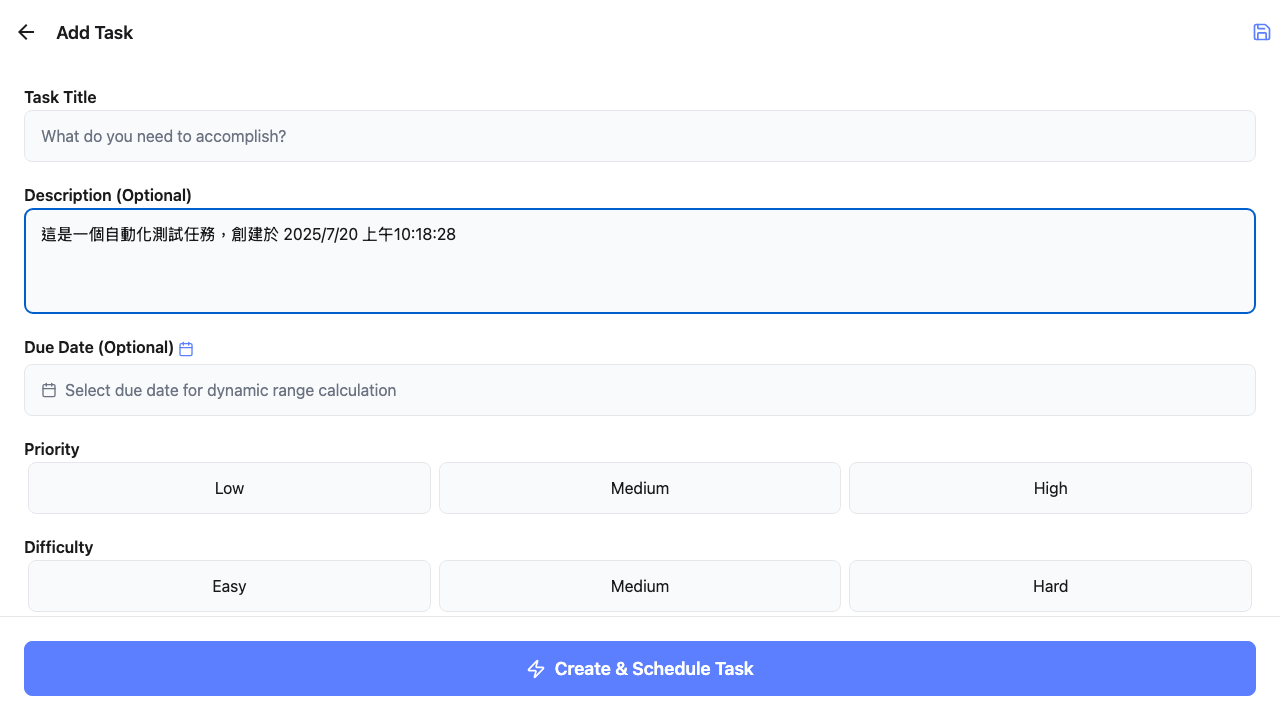 Add Task
Task Title
What do you need to accomplish?
Description (Optional)
這是一個自動化測試任務，創建於 2025/7/20 上午10:18:28
Due Date (Optional)
Select due date for dynamic range calculation
Priority
Low
Medium
High
Difficulty
Easy
Medium
Hard
Create & Schedule Task